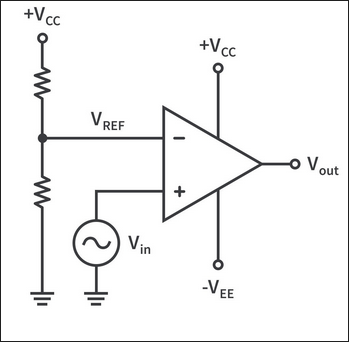 +VCC
+VCC
VREF
−
+
Vout
Vin
-VEE